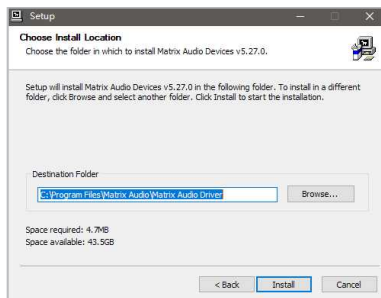 Setup
Choose Install Location
Choose the folder in which to install Matrix Audio Devices v5.27.0.
Setup will install Matrix Audio Devices v5.27.0 in the following folder. To install in a different
folder, click Browse and select another folder. Click Install to start the installation.
Destination Folder
C:\Program Files\Matrix Audio\Matrix Audio Driver
Browse...
Space required: 4.7MB
Space available: 43.5GB
< Back
Install
Cancel